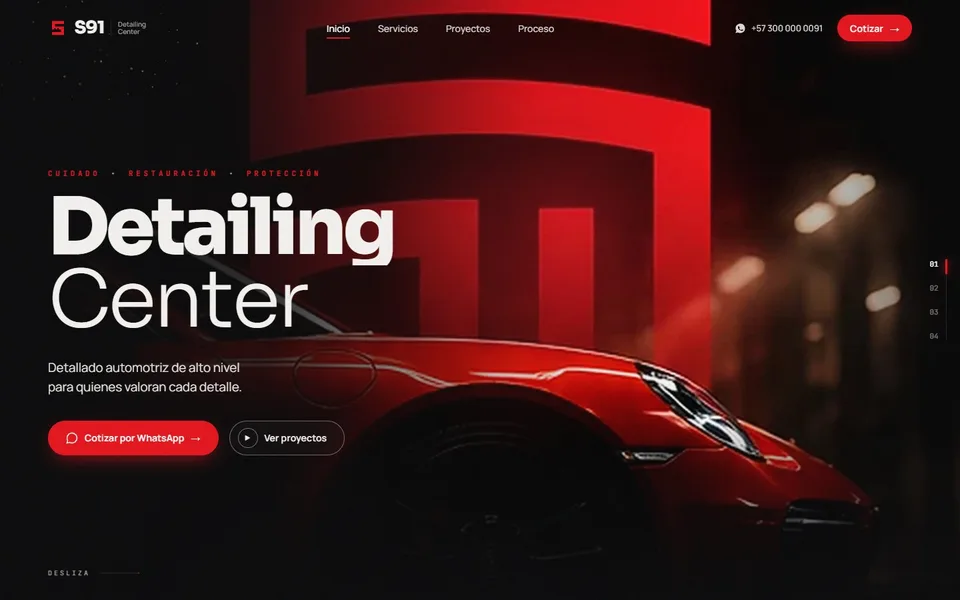 S91
Detailing
Center
Inicio
Servicios
Proyectos
Proceso
+57 300 000 0091
Cotizar →
CUIDADO · RESTAURACIÓN · PROTECCIÓN
Detailing
Center
Detallado automotriz de alto nivel
para quienes valoran cada detalle.
Cotizar por WhatsApp →
Ver proyectos
01
02
03
04
DESLIZA